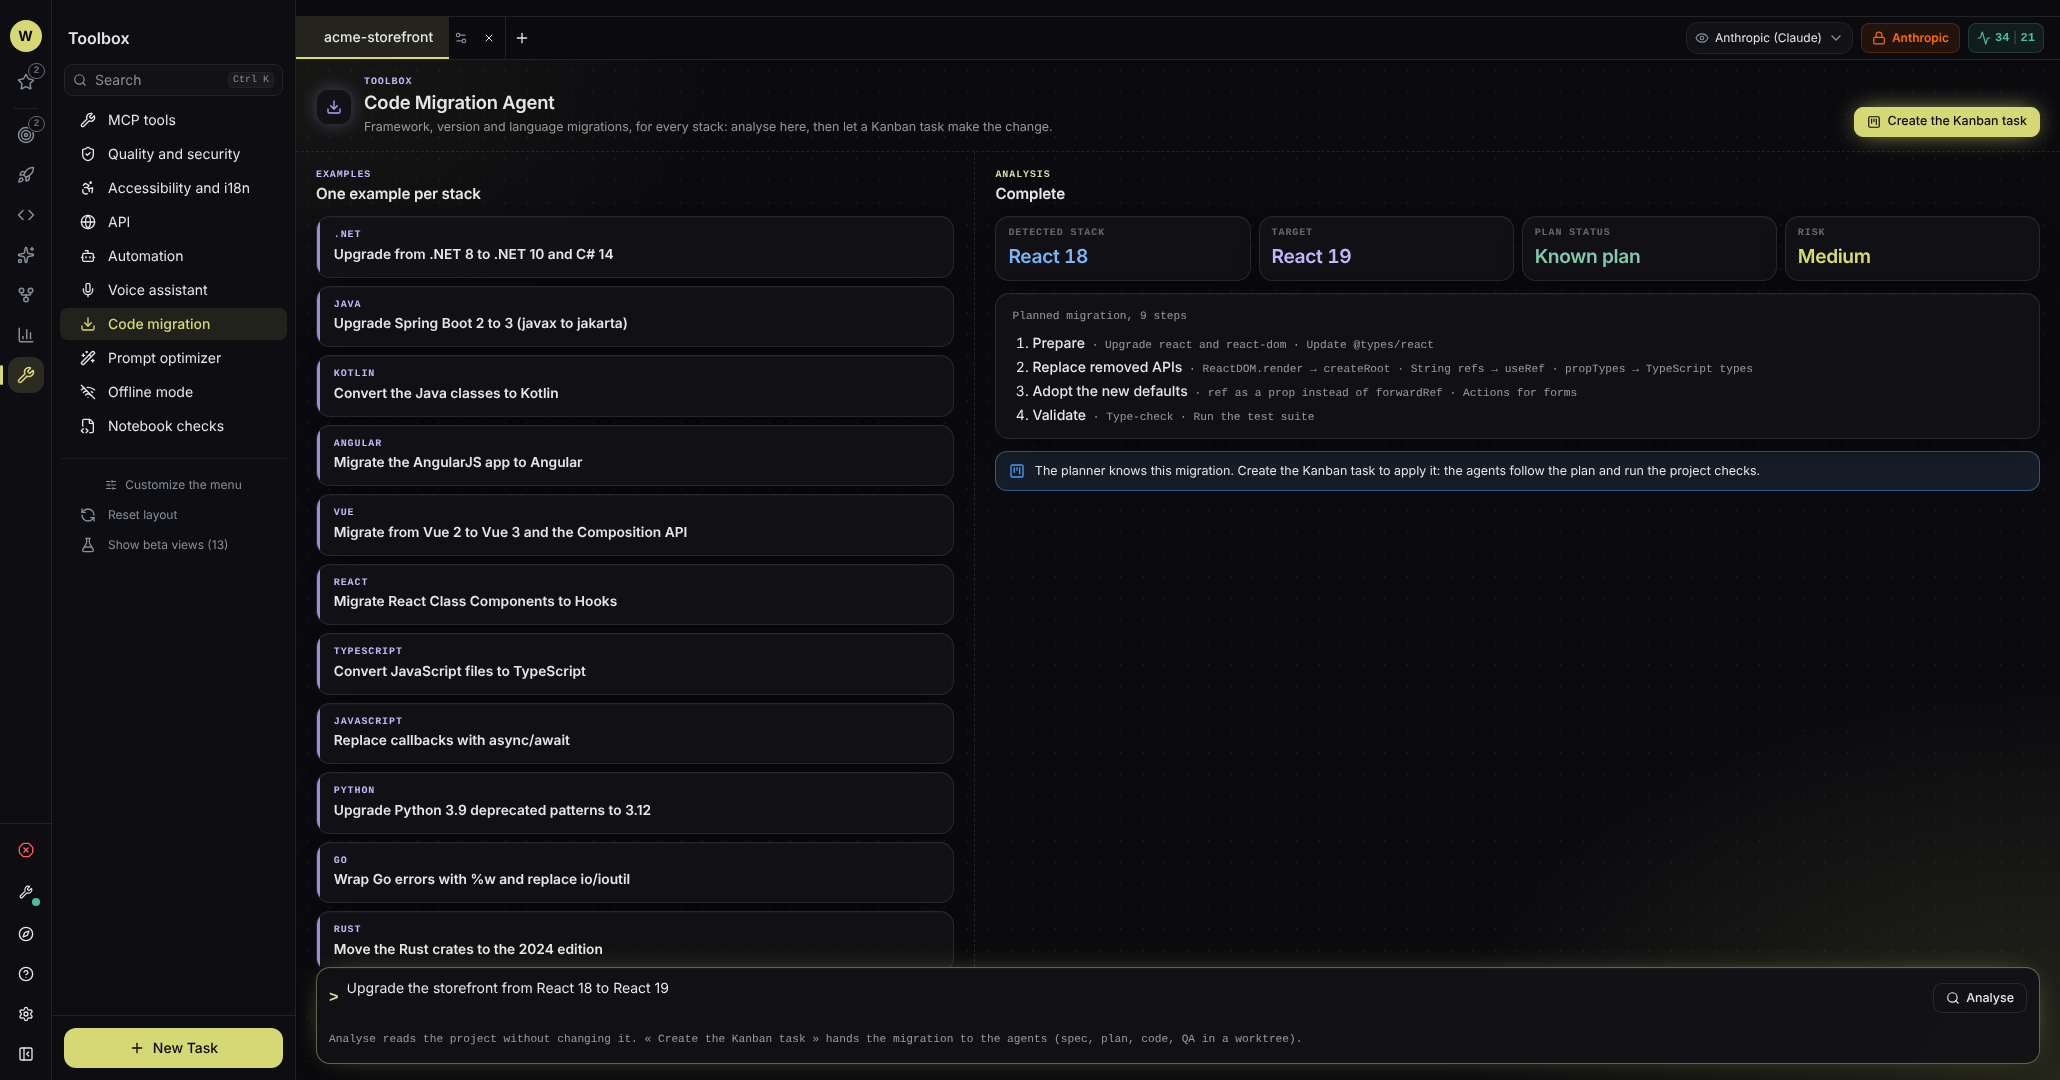 W
2
2
Toolbox
Search
Ctrl K
MCP tools
Quality and security
Accessibility and i18n
API
Automation
Voice assistant
Code migration
Prompt optimizer
Offline mode
Notebook checks
Customize the menu
Reset layout
Show beta views (13)
+ New Task
acme-storefront
Anthropic (Claude)
Anthropic
34 | 21
TOOLBOX
Code Migration Agent
Framework, version and language migrations, for every stack: analyse here, then let a Kanban task make the change.
Create the Kanban task
EXAMPLES
One example per stack
.NET
Upgrade from .NET 8 to .NET 10 and C# 14
JAVA
Upgrade Spring Boot 2 to 3 (javax to jakarta)
KOTLIN
Convert the Java classes to Kotlin
ANGULAR
Migrate the AngularJS app to Angular
VUE
Migrate from Vue 2 to Vue 3 and the Composition API
REACT
Migrate React Class Components to Hooks
TYPESCRIPT
Convert JavaScript files to TypeScript
JAVASCRIPT
Replace callbacks with async/await
PYTHON
Upgrade Python 3.9 deprecated patterns to 3.12
GO
Wrap Go errors with %w and replace io/ioutil
RUST
Move the Rust crates to the 2024 edition
ANALYSIS
Complete
DETECTED STACK
React 18
TARGET
React 19
PLAN STATUS
Known plan
RISK
Medium
Planned migration, 9 steps
1. Prepare · Upgrade react and react-dom · Update @types/react
2. Replace removed APIs · ReactDOM.render → createRoot · String refs → useRef · propTypes → TypeScript types
3. Adopt the new defaults · ref as a prop instead of forwardRef · Actions for forms
4. Validate · Type-check · Run the test suite
The planner knows this migration. Create the Kanban task to apply it: the agents follow the plan and run the project checks.
> Upgrade the storefront from React 18 to React 19
Analyse
Analyse reads the project without changing it. « Create the Kanban task » hands the migration to the agents (spec, plan, code, QA in a worktree).